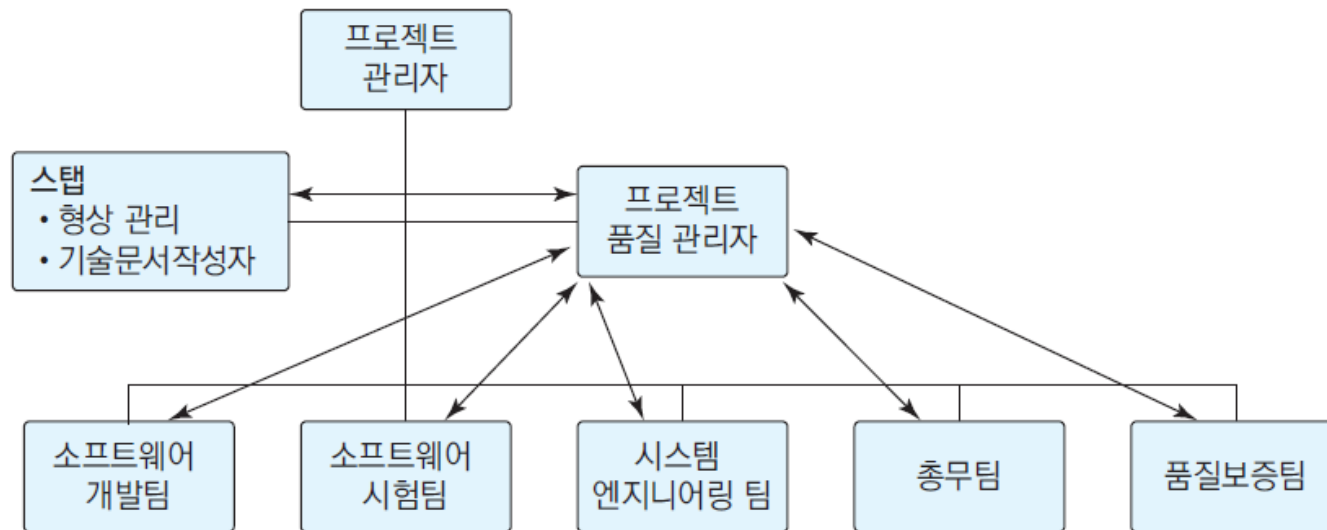 프로젝트
관리자
스탭
• 형상 관리
• 기술문서작성자
프로젝트
품질 관리자
소프트웨어
개발팀
소프트웨어
시험팀
시스템
엔지니어링 팀
총무팀
품질보증팀